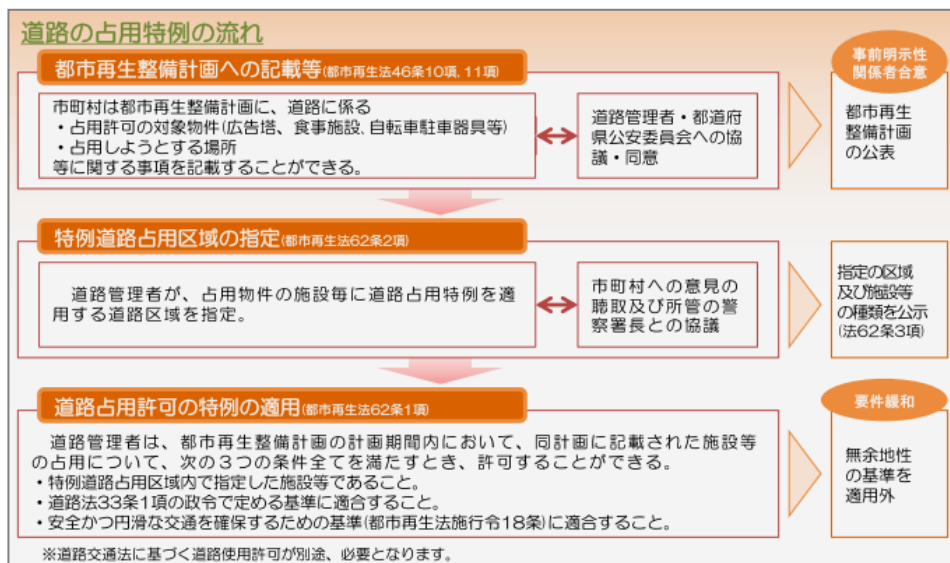 道路の占用特例の流れ
都市再生整備計画への記載等(都市再生法46条10項, 11項)
市町村は都市再生整備計画に、道路に係る
・占用許可の対象物件(広告塔、食事施設、自転車駐車器具等)
・占用しようとする場所
等に関する事項を記載することができる。
道路管理者・都道府
県公安委員会への協
議・同意
事前明示性
関係者合意
都市再生
整備計画
の公表
特例道路占用区域の指定(都市再生法62条2項)
道路管理者が、占用物件の施設毎に道路占用特例を適
用する道路区域を指定。
市町村への意見の
聴取及び所管の警
察署長との協議
指定の区域
及び施設等
の種類を公示
(法62条3項)
道路占用許可の特例の適用(都市再生法62条1項)
道路管理者は、都市再生整備計画の計画期間内において、同計画に記載された施設等
の占用について、次の3つの条件全てを満たすとき、許可することができる。
・特例道路占用区域内で指定した施設等であること。
・道路法33条1項の政令で定める基準に適合すること。
・安全かつ円滑な交通を確保するための基準(都市再生法施行令18条)に適合すること。
要件緩和
無余地性
の基準を
適用外
※道路交通法に基づく道路使用許可が別途、必要となります。